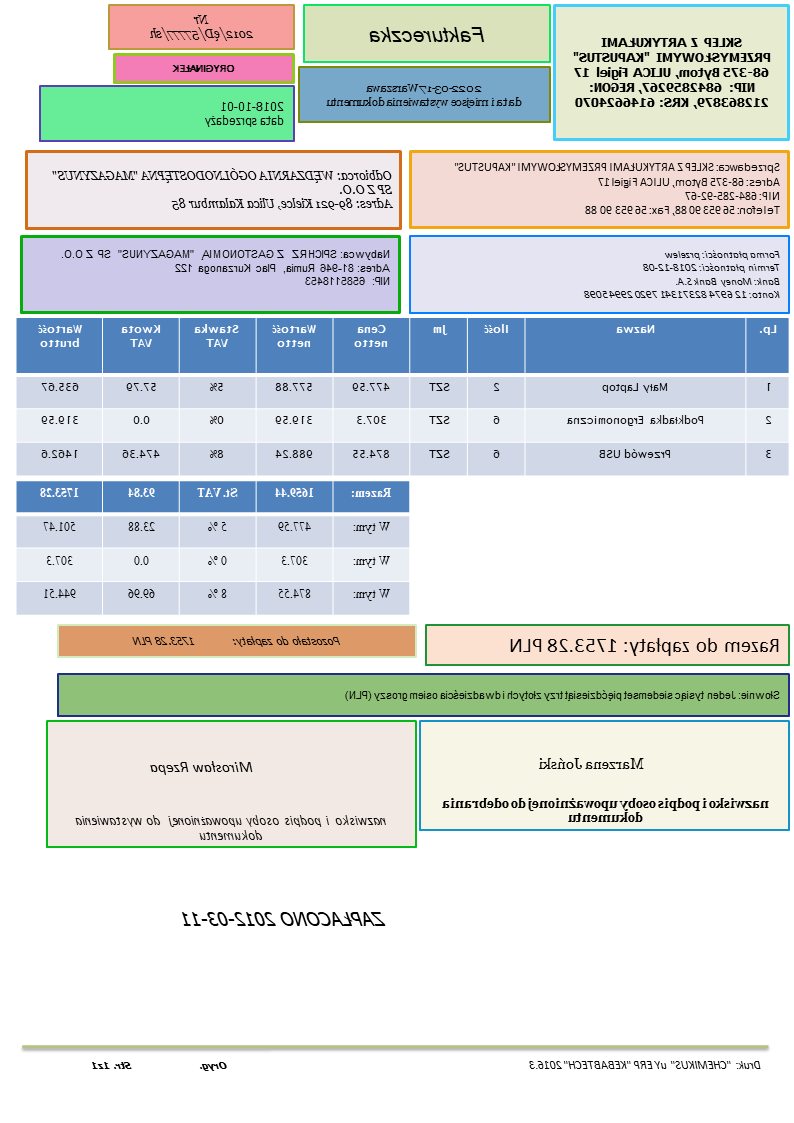 SKLEP Z ARTYKUŁAMI
PRZEMYSŁOWYMI "KAPUSTUS"
68-375 Bytom, ULICA Figiel 17
NIP: 6842859267, REGON:
212863879, KRS: 6146624070
Faktureczka
Nr
2012/ĘD/57777/sh
ORYGINAŁEK
2022-03-17 Warszawa
data i miejsce wystawienia dokumentu
2018-10-01
data sprzedaży
Sprzedawca: SKLEP Z ARTYKUŁAMI PRZEMYSŁOWYMI "KAPUSTUS"
Adres: 68-375 Bytom, ULICA Figiel 17
NIP: 684-285-92-67
Telefon: 56 953 90 88, Fax: 56 953 90 88
Odbiorca: WĘDZARNIA OGÓLNODOSTĘPNA "MAGAZYNUS"
SP Z O.O.
Adres: 89-921 Kielce, Ulica Kalambur 85
Forma płatności: przelew
Termin płatności: 2018-12-08
Bank: Money Bank S.A.
Konto: 12 6974 8237 1341 7920 2994 5098
Nabywca: SPICHRZ Z GASTONOMIĄ, "MAGAZYNUS" SP Z O.O.
Adres: 81-946 Rumia, Plac Kurzanoga 122
NIP: 6585118453
Lp. Nazwa Ilość Jm Cena netto Wartość netto Stawka VAT Kwota VAT Wartość brutto
1 Mały Laptop 2 SZT 477.59 577.88 5% 57.79 635.67
2 Podkładka Ergonomiczna 6 SZT 307.3 319.59 0% 0.0 319.59
3 Przewód USB 6 SZT 874.55 988.24 8% 474.36 1462.6
Razem: 1659.44 St.VAT 93.84 1753.28
W tym: 477.59 5 % 23.88 501.47
W tym: 307.3 0 % 0.0 307.3
W tym: 874.55 8 % 69.96 944.51
Razem do zapłaty: 1753.28 PLN
Pozostało do zapłaty: 1753.28 PLN
Słownie: Jeden tysiąc siedemset pięćdziesiąt trzy złotych i dwadzieścia osiem groszy (PLN)
Marzena Joński
nazwisko i podpis osoby upoważnionej do odebrania
dokumentu
Mirosław Rzepa
nazwisko i podpis osoby upoważnionej do wystawienia
dokumentu
ZAPŁACONO 2012-03-11
Druk: "CHEMIKUS" uY ERP "KEBABTECH" 2016.3
Oryg. Str. 1z1